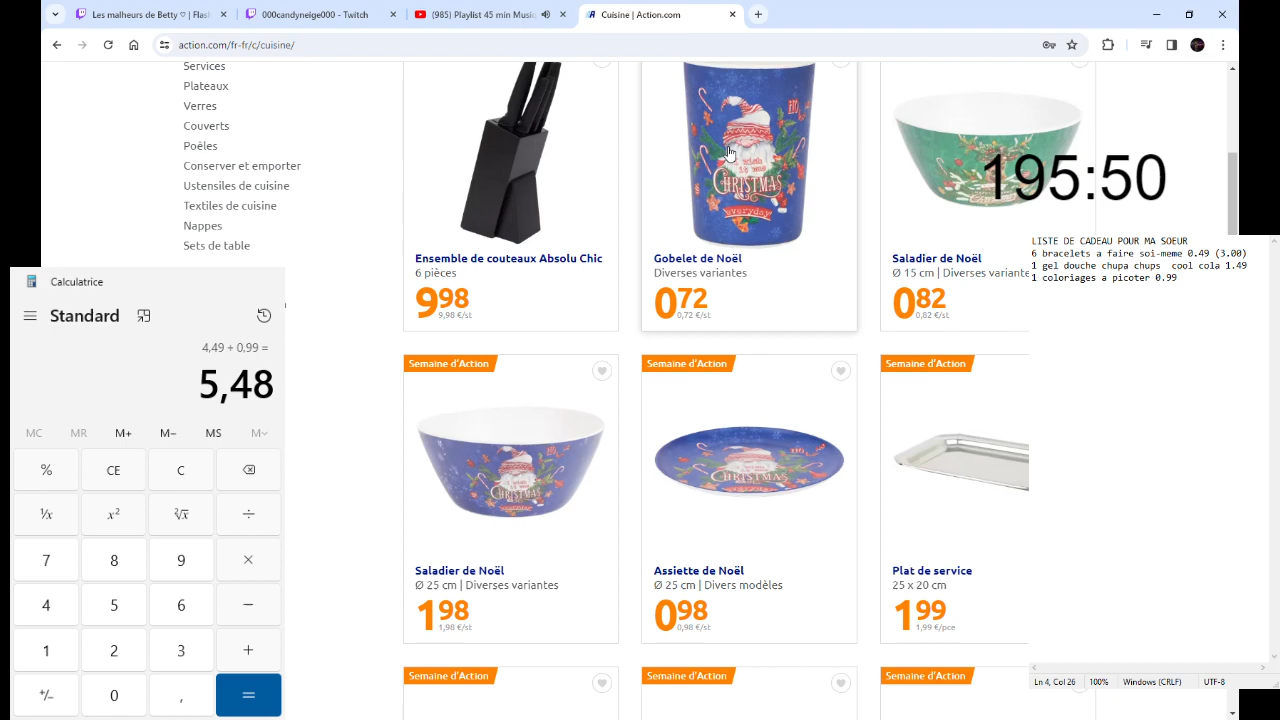 Les malheurs de Betty ♡ | Flas
000candyneige000 - Twitch
(985) Playlist 45 min Musiq
Cuisine | Action.com
action.com/fr-fr/c/cuisine/
Services
Plateaux
Verres
Couverts
Poêles
Conserver et emporter
Ustensiles de cuisine
Textiles de cuisine
Nappes
Sets de table
CHRISTMAS
everyday
195:50
Ensemble de couteaux Absolu Chic
6 pièces
9 98
9,98 €/st
Gobelet de Noël
Diverses variantes
0 72
0,72 €/st
Saladier de Noël
Ø 15 cm | Diverses variante
0 82
0,82 €/st
LISTE DE CADEAU POUR MA SOEUR
6 bracelets a faire soi-meme 0.49 (3.00)
1 gel douche chupa chups  cool cola 1.49
1 coloriages a picoter 0.99
Calculatrice
Standard
4,49 + 0,99 =
5,48
MC MR M+ M− MS M
% CE C
¹/x x² ²√x ÷
7 8 9 ×
4 5 6 −
1 2 3 +
+/− 0 , =
Semaine d'Action
CHRISTMAS
Saladier de Noël
Ø 25 cm | Diverses variantes
1 98
1,98 €/st
Semaine d'Action
CHRISTMAS
Assiette de Noël
Ø 25 cm | Divers modèles
0 98
0,98 €/st
Semaine d'Action
Plat de service
25 x 20 cm
1 99
1,99 €/pce
Semaine d'Action
Semaine d'Action
Semaine d'Action
Ln 4, Col 26
100%
Windows (CRLF)
UTF-8